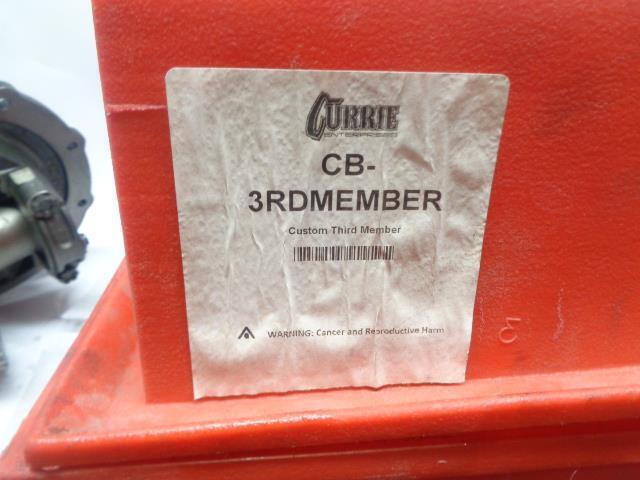 CURRIE
ENTERPRISES
CB-
3RDMEMBER
Custom Third Member
WARNING: Cancer and Reproductive Harm